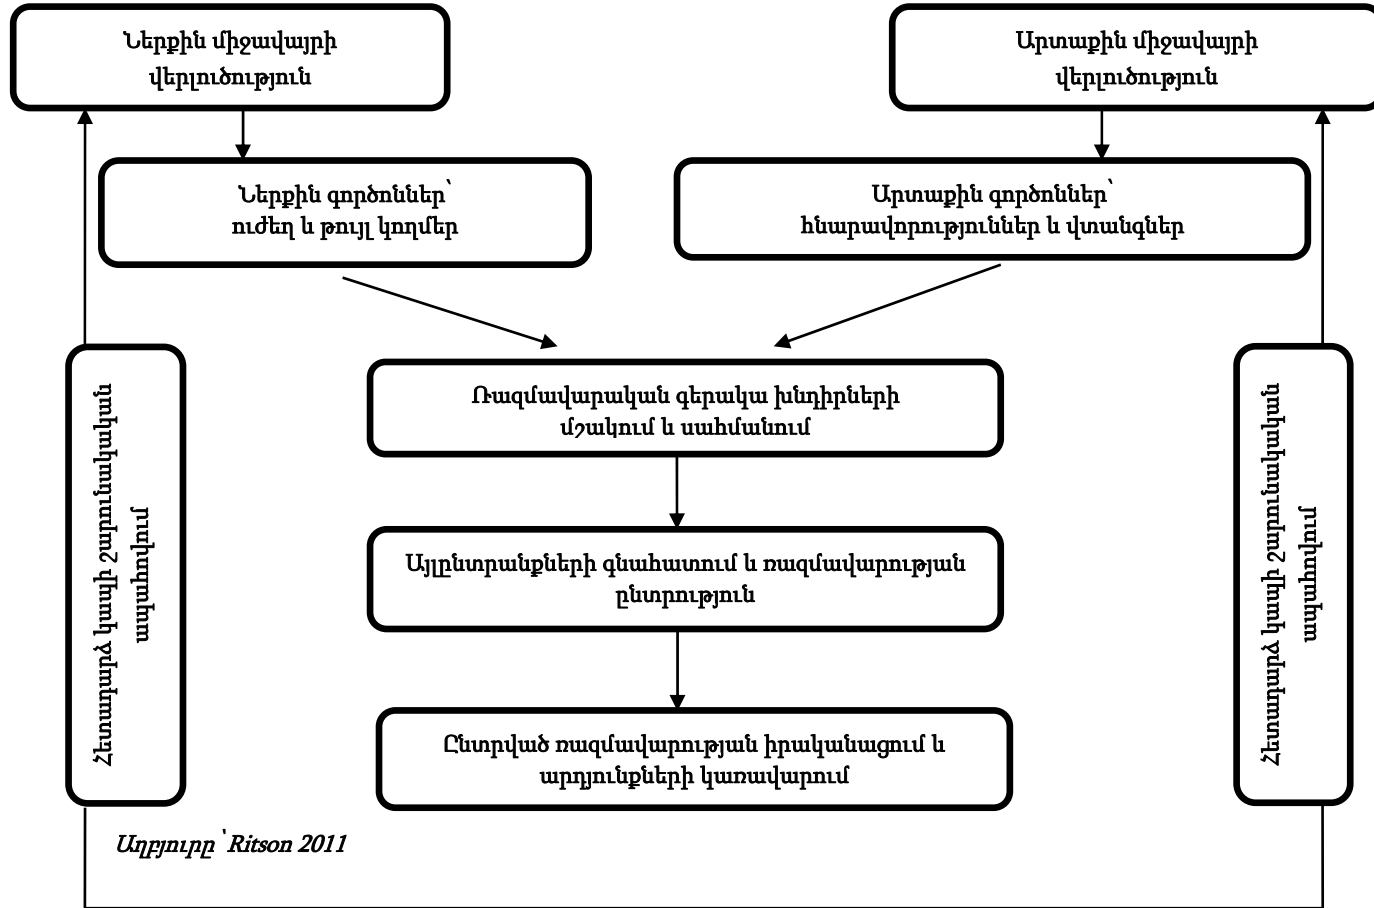 Ներքին միջավայրի
վերլուծություն
Արտաքին միջավայրի
վերլուծություն
Ներքին գործոններ՝
ուժեղ և թույլ կողմեր
Արտաքին գործոններ՝
հնարավորություններ և վտանգներ
Ռազմավարական գերակա խնդիրների
մշակում և սահմանում
Այլընտրանքների գնահատում և ռազմավարության
ընտրություն
Ընտրված ռազմավարության իրականացում և
արդյունքների կառավարում
Հետադարձ կապի շարունակական
ապահովում
Հետադարձ կապի շարունակական
ապահովում
Աղբյուրը՝ Ritson 2011